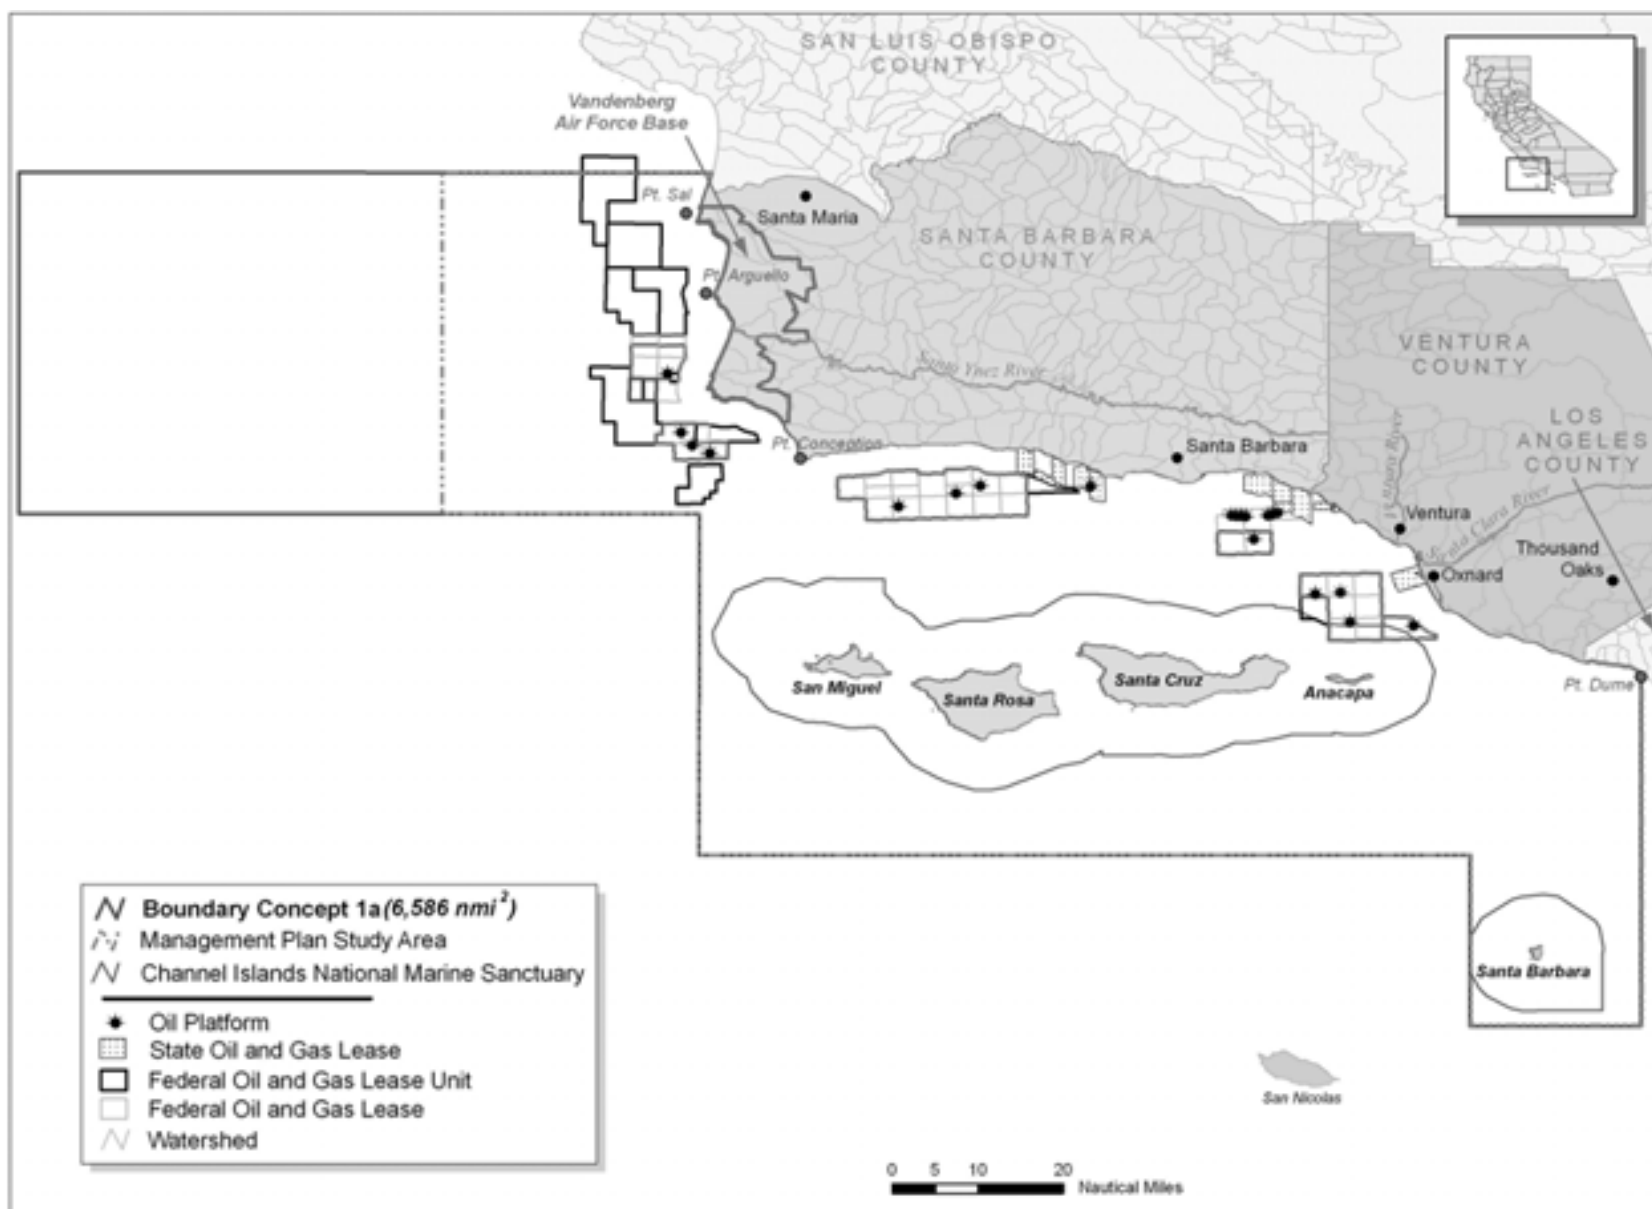 SAN LUIS OBISPO
COUNTY
Vandenberg
Air Force Base
Pt. Sal
Santa Maria
SANTA BARBARA
COUNTY
Pt. Arguello
VENTURA
COUNTY
Santa Ynez River
LOS
ANGELES
COUNTY
Pt. Conception
Santa Barbara
Ventura River
Ventura
Santa Clara River
Thousand
Oaks
Oxnard
San Miguel
Santa Rosa
Santa Cruz
Anacapa
Pt. Dume
Boundary Concept 1a (6,586 nmi²)
Management Plan Study Area
Channel Islands National Marine Sanctuary
Oil Platform
State Oil and Gas Lease
Federal Oil and Gas Lease Unit
Federal Oil and Gas Lease
Watershed
Santa Barbara
San Nicolas
0 5 10 20
Nautical Miles